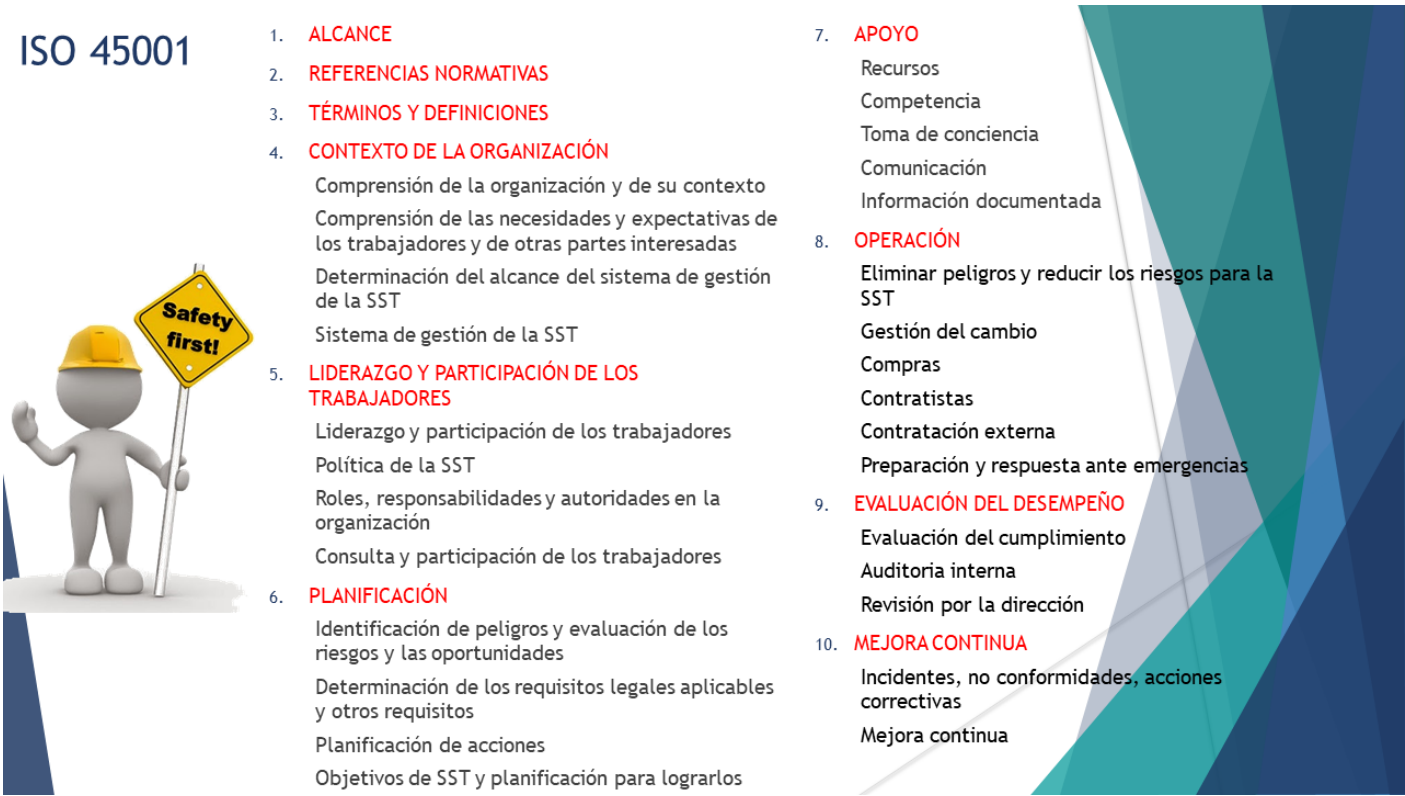 ISO 45001
1. ALCANCE
2. REFERENCIAS NORMATIVAS
3. TÉRMINOS Y DEFINICIONES
4. CONTEXTO DE LA ORGANIZACIÓN
Comprensión de la organización y de su contexto
Comprensión de las necesidades y expectativas de
los trabajadores y de otras partes interesadas
Determinación del alcance del sistema de gestión
de la SST
Sistema de gestión de la SST
5. LIDERAZGO Y PARTICIPACIÓN DE LOS
TRABAJADORES
Liderazgo y participación de los trabajadores
Política de la SST
Roles, responsabilidades y autoridades en la
organización
Consulta y participación de los trabajadores
6. PLANIFICACIÓN
Identificación de peligros y evaluación de los
riesgos y las oportunidades
Determinación de los requisitos legales aplicables
y otros requisitos
Planificación de acciones
Objetivos de SST y planificación para lograrlos
7. APOYO
Recursos
Competencia
Toma de conciencia
Comunicación
Información documentada
8. OPERACIÓN
Eliminar peligros y reducir los riesgos para la
SST
Gestión del cambio
Compras
Contratistas
Contratación externa
Preparación y respuesta ante emergencias
9. EVALUACIÓN DEL DESEMPEÑO
Evaluación del cumplimiento
Auditoria interna
Revisión por la dirección
10. MEJORA CONTINUA
Incidentes, no conformidades, acciones
correctivas
Mejora continua
Safety
first!